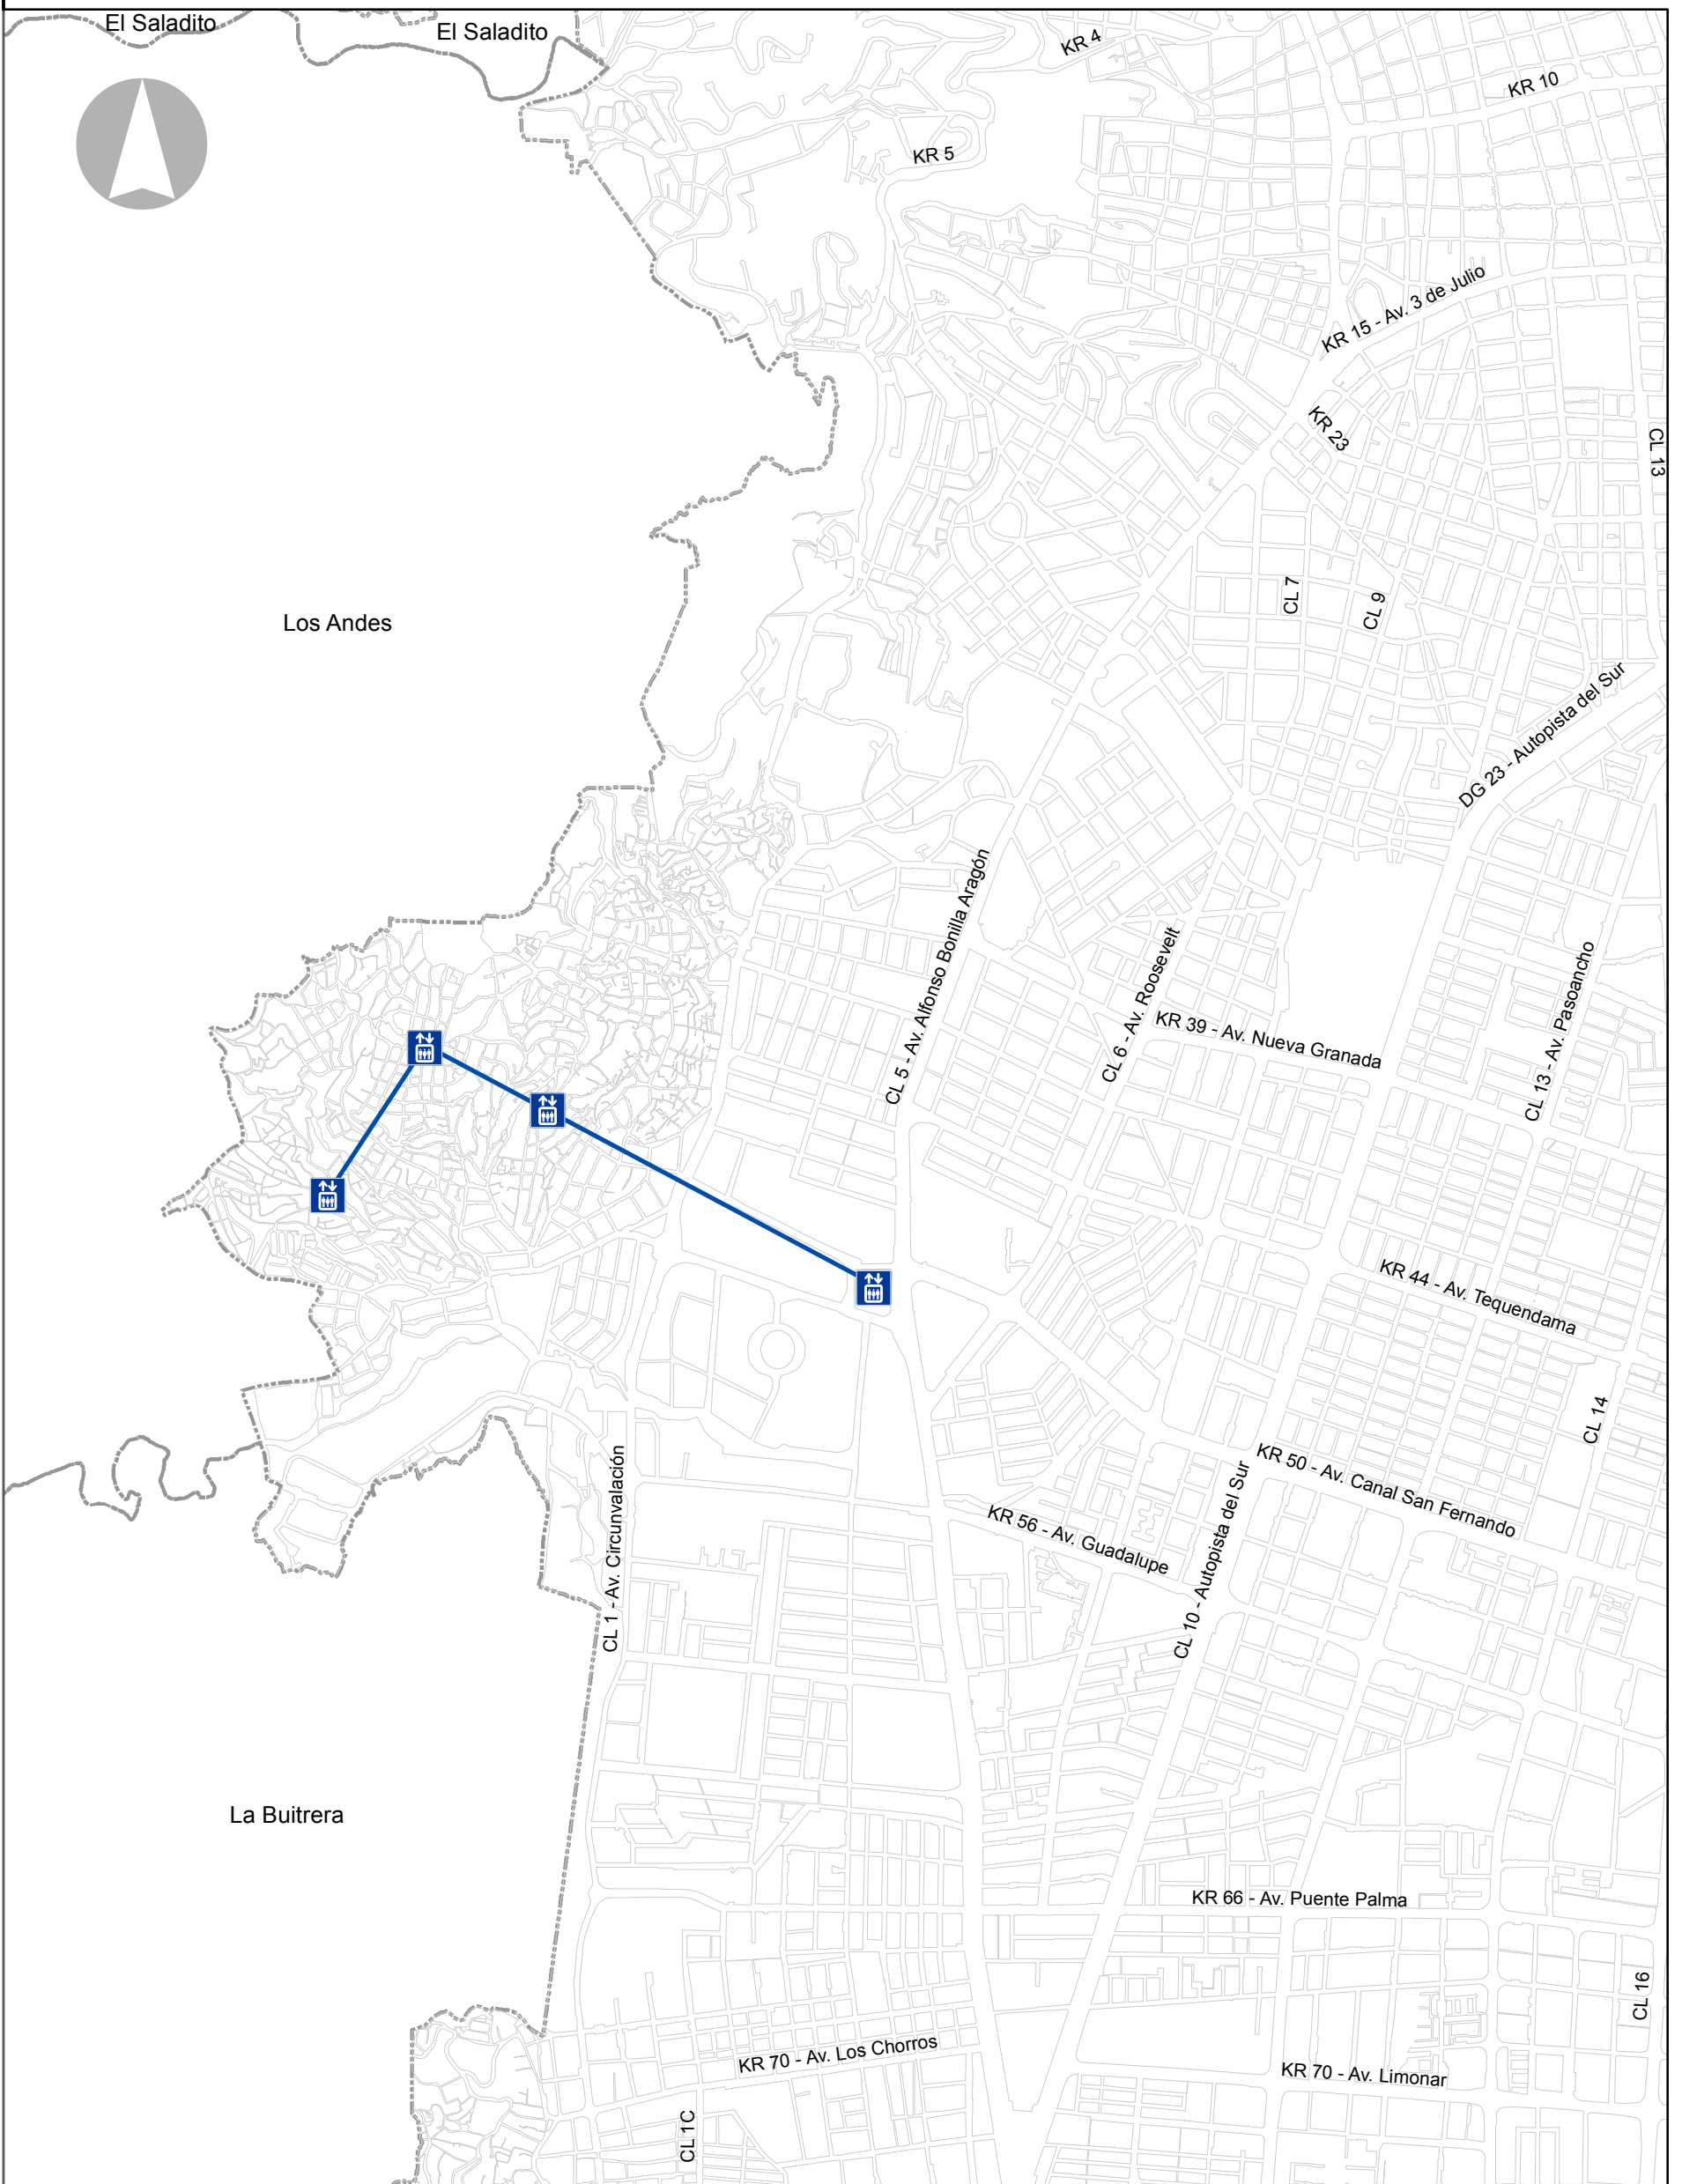 El Saladito
El Saladito
KR 4
KR 10
KR 5
KR 15 - Av. 3 de Julio
KR 23
CL 13
Los Andes
CL 7
CL 9
DG 23 - Autopista del Sur
CL 5 - Av. Alfonso Bonilla Aragón
CL 6 - Av. Roosevelt
CL 13 - Av. Pasoancho
KR 39 - Av. Nueva Granada
KR 44 - Av. Tequendama
CL 14
KR 50 - Av. Canal San Fernando
CL 1 - Av. Circunvalación
KR 56 - Av. Guadalupe
CL 10 - Autopista del Sur
La Buitrera
KR 66 - Av. Puente Palma
CL 16
KR 70 - Av. Los Chorros
KR 70 - Av. Limonar
CL 1C